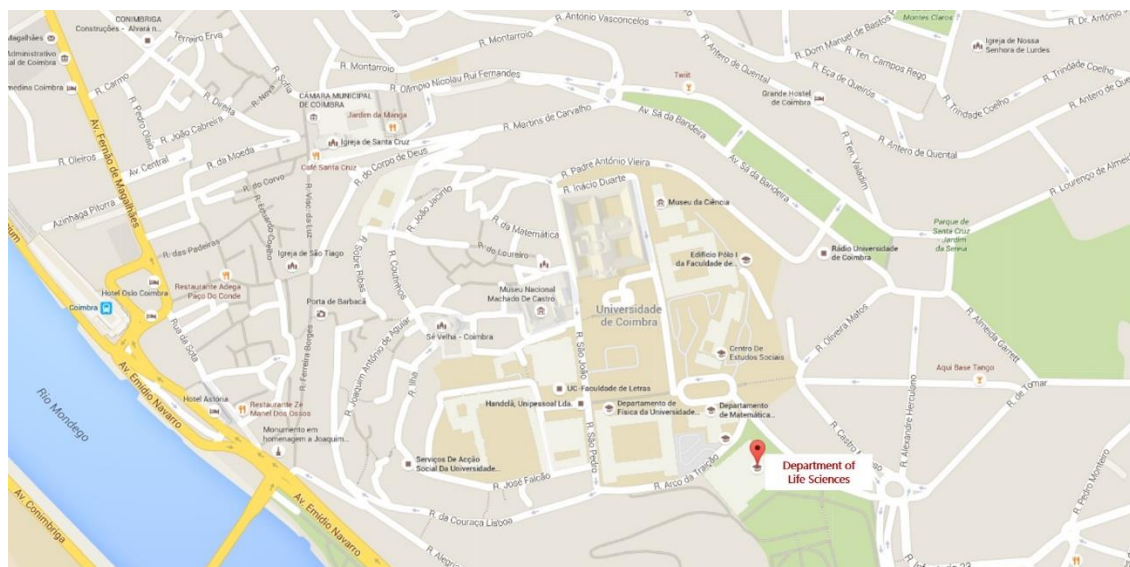 CONIMBRIGA
Construções - Alvará n...
Magalhães
Administrativo
al de Coimbra
medina Coimbra
Terreiro Erva
R. Carmo
R. Pedro Olaio
R. Direita
R. Nova
R. Sofia
R. João Cabreira
R. Oleiros
Av. Central
R. da Moeda
Azinhaga Pitorra
R. do Corvo
R. das Padeiras
Av. Fernão de Magalhães
R. Montarroio
R. Montarroio
R. Olímpio Nicolau Rui Fernandes
R. António Vasconcelos
CÂMARA MUNICIPAL
DE COIMBRA
Jardim da Manga
Igreja de Santa Cruz
Café Santa Cruz
R. do Corpo de Deus
R. Martins de Carvalho
R. Antero de Quental
R. Dom Manuel de Bastos
Montes Claros
R. Ten. Campos Rego
R. Eça de Queirós
Igreja de Nossa
Senhora de Lurdes
R. Dr. António
R. Trindade Coelho
R. Trindade Coelho
R. Antero de Quental
R. Antero de Quental
Twiit
Grande Hostel
de Coimbra
Av. Sá da Bandeira
Av. Sá da Bandeira
R. Ten. Valadim
R. Lourenço de Almeid
R. Padre António Vieira
R. Inácio Duarte
Museu da Ciência
Edifício Pólo I
da Faculdade de...
Rádio Universidade
de Coimbra
Parque de
Santa Cruz
Jardim
da Sereia
R. Visc-da-Luz
R. Eduardo Coelho
R. João Jacinto
R. da Matemática
R. do Loureiro
R. Sobre Ribas
R. Coutinhos
Igreja de São Tiago
Restaurante Adega
Paço Do Conde
Hotel Oslo Coimbra
Coimbra
Porta de Barbacã
Museu Nacional
Machado De Castro
Sé Velha - Coimbra
Universidade
de Coimbra
Centro De
Estudos Sociais
R. Oliveira Matos
R. Almeida Garrett
Aqui Base Tango
R. de Tomar
Rua da Sota
R. Ferreira Borges
R. Joaquim António de Aguiar
R. Ilha
R. São João
R. São Pedro
UC-Faculdade de Letras
Handclã, Unipessoal Lda.
Departamento de
Física da Universidade...
Departamento
de Matemática...
Av. Emídio Navarro
Hotel Astória
Restaurante Zé
Manel Dos Ossos
Monumento em
homenagem a Joaquim...
Rio Mondego
Serviços De Acção
Social Da Universidade...
R. José Falcão
R. Arco da Traição
Department of
Life Sciences
R. Alexandre Herculano
R. Pedro Monteiro
Av. Conimbriga
Av. Emídio Navarro
R. da Couraça Lisboa